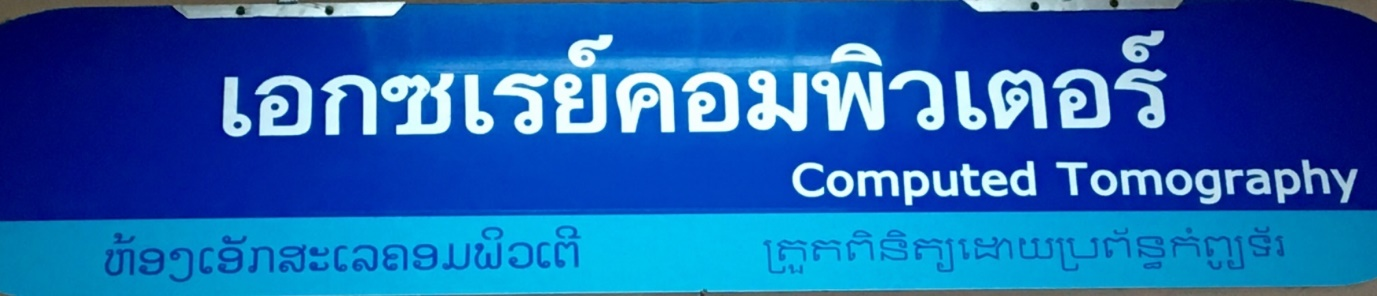 เอกซเรย์คอมพิวเตอร์
Computed Tomography
ຫ້ອງເອັກສະເລຄອມພິວເຕີ
ត្រួតពិនិត្យដោយប្រព័ន្ធកំព្យូទ័រ